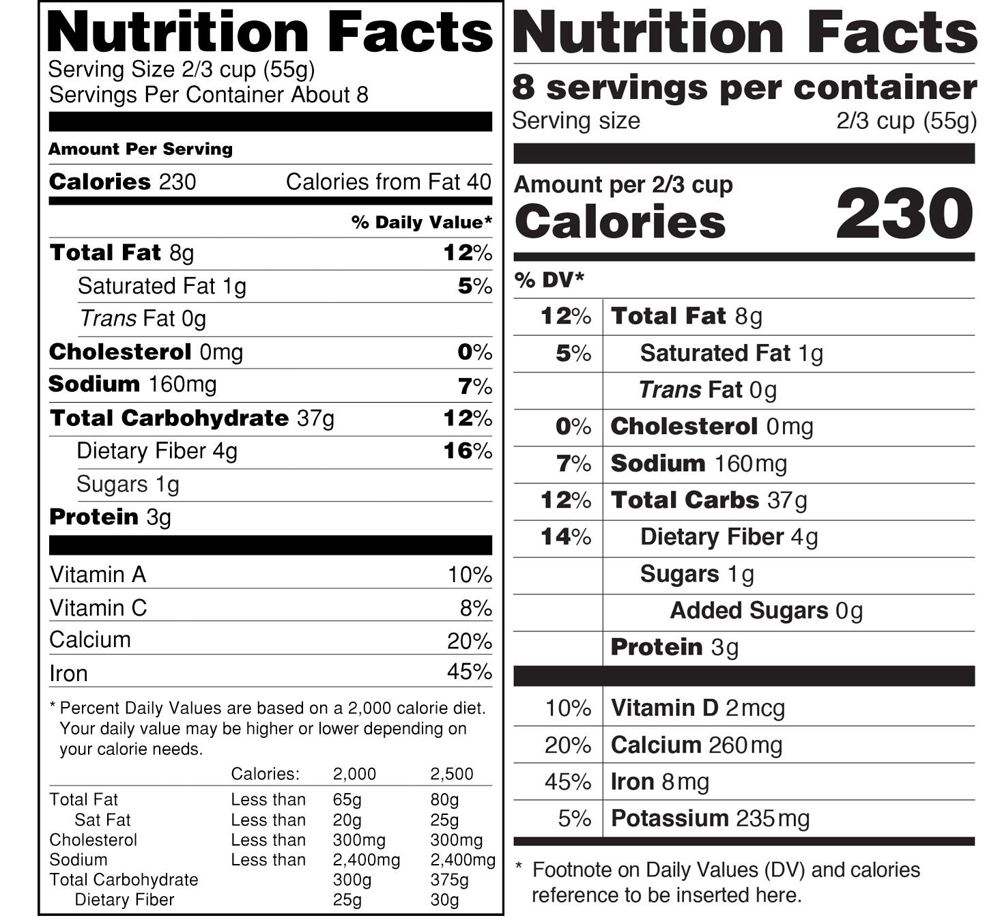 Nutrition Facts
Serving Size 2/3 cup (55g)
Servings Per Container About 8
Amount Per Serving
Calories 230 Calories from Fat 40
% Daily Value*
Total Fat 8g 12%
Saturated Fat 1g 5%
Trans Fat 0g
Cholesterol 0mg 0%
Sodium 160mg 7%
Total Carbohydrate 37g 12%
Dietary Fiber 4g 16%
Sugars 1g
Protein 3g
Vitamin A 10%
Vitamin C 8%
Calcium 20%
Iron 45%
* Percent Daily Values are based on a 2,000 calorie diet.
Your daily value may be higher or lower depending on
your calorie needs.
Calories: 2,000 2,500
Total Fat Less than 65g 80g
Sat Fat Less than 20g 25g
Cholesterol Less than 300mg 300mg
Sodium Less than 2,400mg 2,400mg
Total Carbohydrate 300g 375g
Dietary Fiber 25g 30g
Nutrition Facts
8 servings per container
Serving size 2/3 cup (55g)
Amount per 2/3 cup
Calories 230
% DV*
12% Total Fat 8g
5% Saturated Fat 1g
Trans Fat 0g
0% Cholesterol 0mg
7% Sodium 160mg
12% Total Carbs 37g
14% Dietary Fiber 4g
Sugars 1g
Added Sugars 0g
Protein 3g
10% Vitamin D 2mcg
20% Calcium 260mg
45% Iron 8mg
5% Potassium 235mg
* Footnote on Daily Values (DV) and calories
reference to be inserted here.